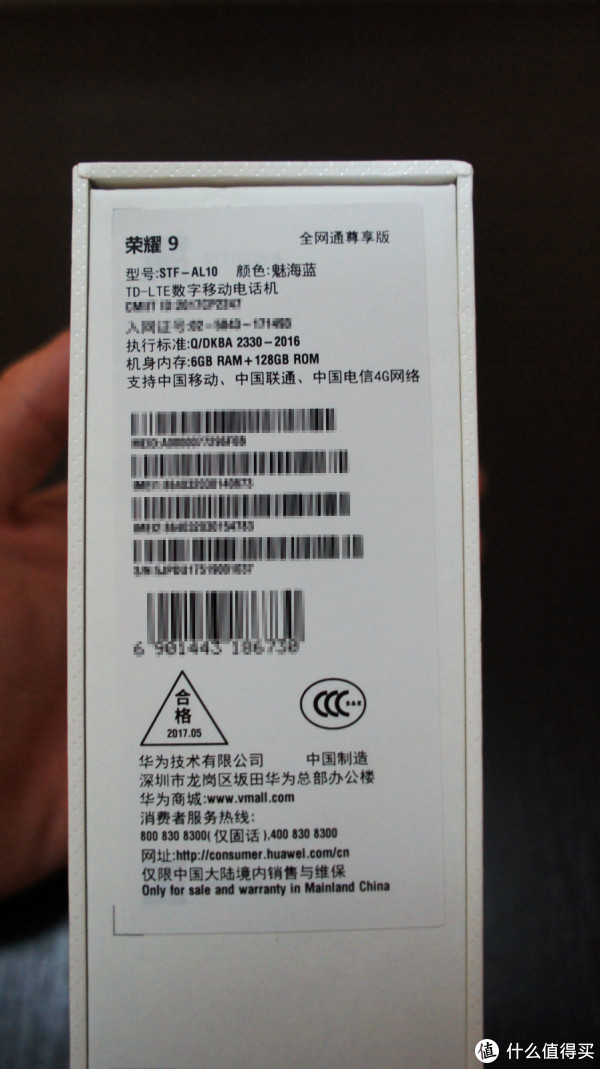 荣耀 9
全网通尊享版
型号:STF-AL10 颜色:魅海蓝
TD-LTE数字移动电话机
入网证号:02-5843-171493
执行标准:Q/DKBA 2330-2016
机身内存:6GB RAM+128GB ROM
支持中国移动、中国联通、中国电信4G网络
6 901443 186730
合格
2017.05
CCC S&E
华为技术有限公司 中国制造
深圳市龙岗区坂田华为总部办公楼
华为商城:www.vmall.com
消费者服务热线:
800 830 8300(仅固话),400 830 8300
网址:http://consumer.huawei.com/cn
仅限中国大陆境内销售与维保
Only for sale and warranty in Mainland China
值 什么值得买